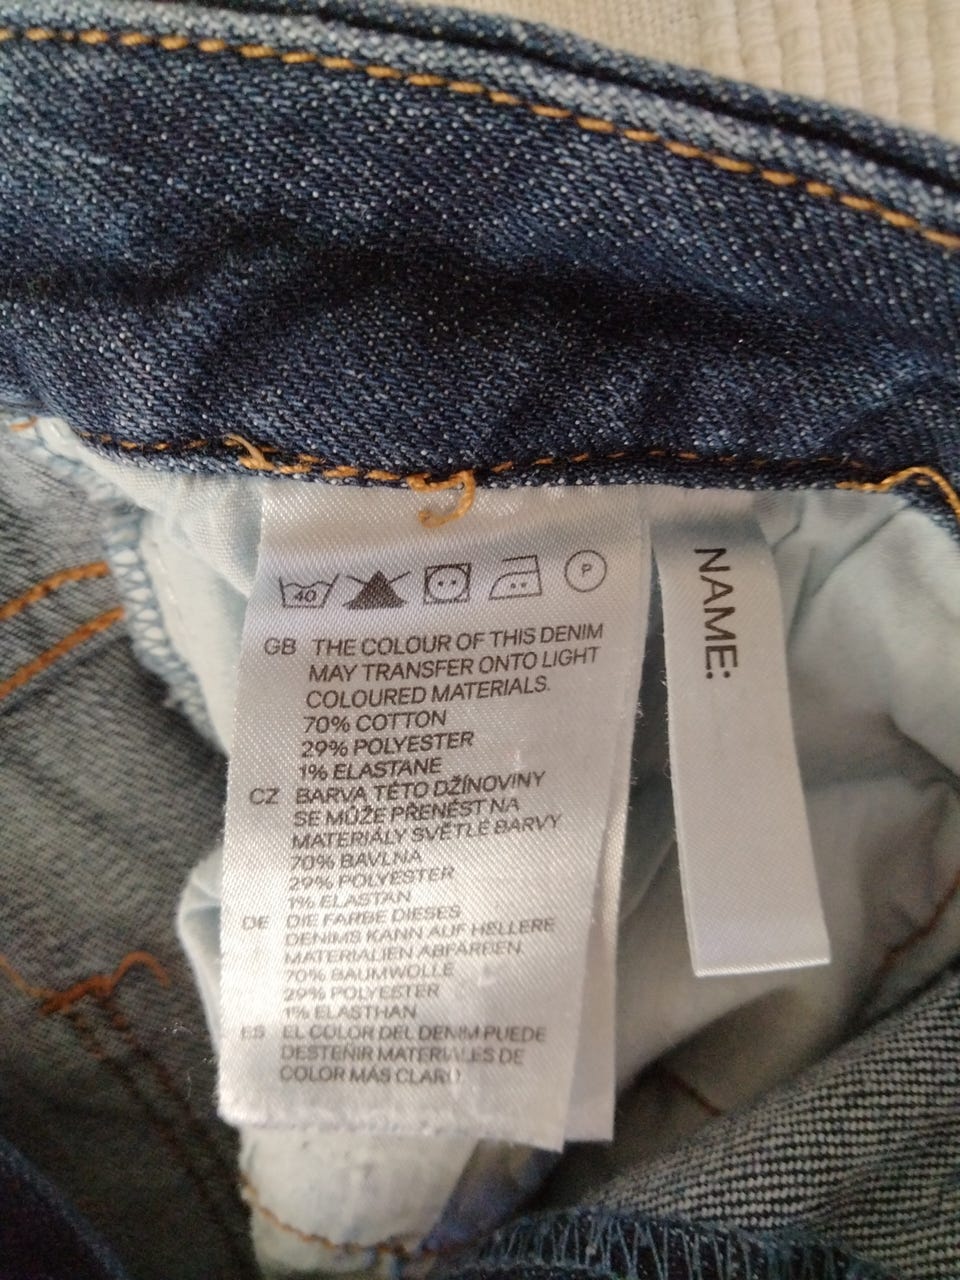 40
P
GB THE COLOUR OF THIS DENIM
MAY TRANSFER ONTO LIGHT
COLOURED MATERIALS.
70% COTTON
29% POLYESTER
1% ELASTANE
CZ BARVA TÉTO DŽÍNOVINY
SE MŮŽE PŘENÉST NA
MATERIÁLY SVĚTLÉ BARVY
70% BAVLNA
29% POLYESTER
1% ELASTAN
DE DIE FARBE DIESES
DENIMS KANN AUF HELLERE
MATERIALIEN ABFÄRBEN.
70% BAUMWOLLE
29% POLYESTER
1% ELASTHAN
ES EL COLOR DEL DENIM PUEDE
DESTEÑIR MATERIALES DE
COLOR MÁS CLARO
NAME: